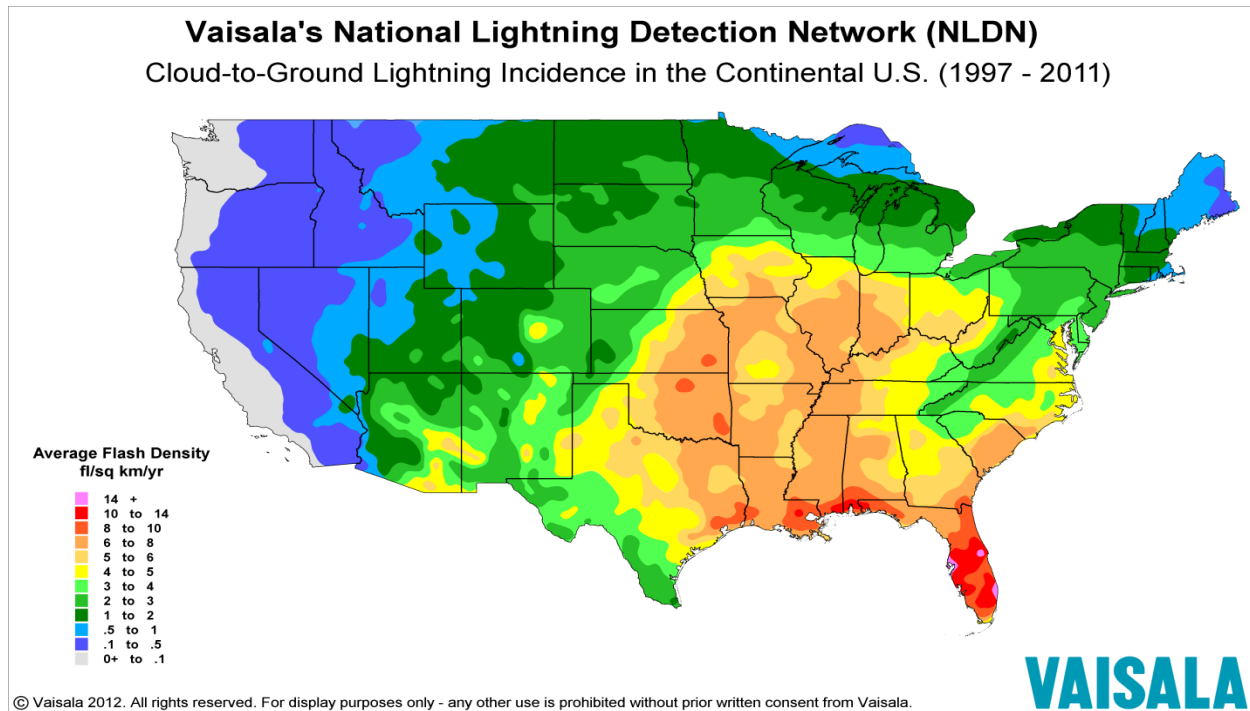 Vaisala's National Lightning Detection Network (NLDN)
Cloud-to-Ground Lightning Incidence in the Continental U.S. (1997 - 2011)
Average Flash Density
fl/sq km/yr
14 +
10 to 14
8 to 10
6 to 8
5 to 6
4 to 5
3 to 4
2 to 3
1 to 2
.5 to 1
.1 to .5
0+ to .1
© Vaisala 2012. All rights reserved. For display purposes only - any other use is prohibited without prior written consent from Vaisala.
VAISALA